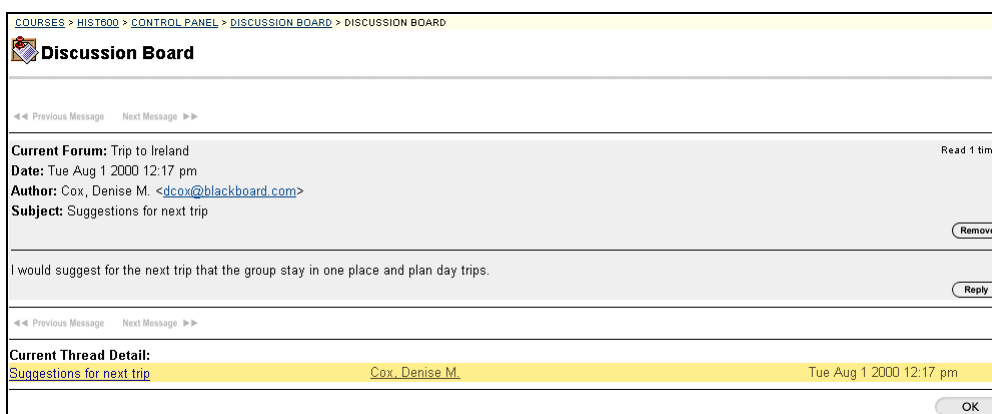 COURSES > HIST600 > CONTROL PANEL > DISCUSSION BOARD > DISCUSSION BOARD
Discussion Board
Previous Message Next Message
Current Forum: Trip to Ireland Read 1 tim
Date: Tue Aug 1 2000 12:17 pm
Author: Cox, Denise M. <dcox@blackboard.com>
Subject: Suggestions for next trip
Remove
I would suggest for the next trip that the group stay in one place and plan day trips.
Reply
Previous Message Next Message
Current Thread Detail:
Suggestions for next trip Cox, Denise M. Tue Aug 1 2000 12:17 pm
OK